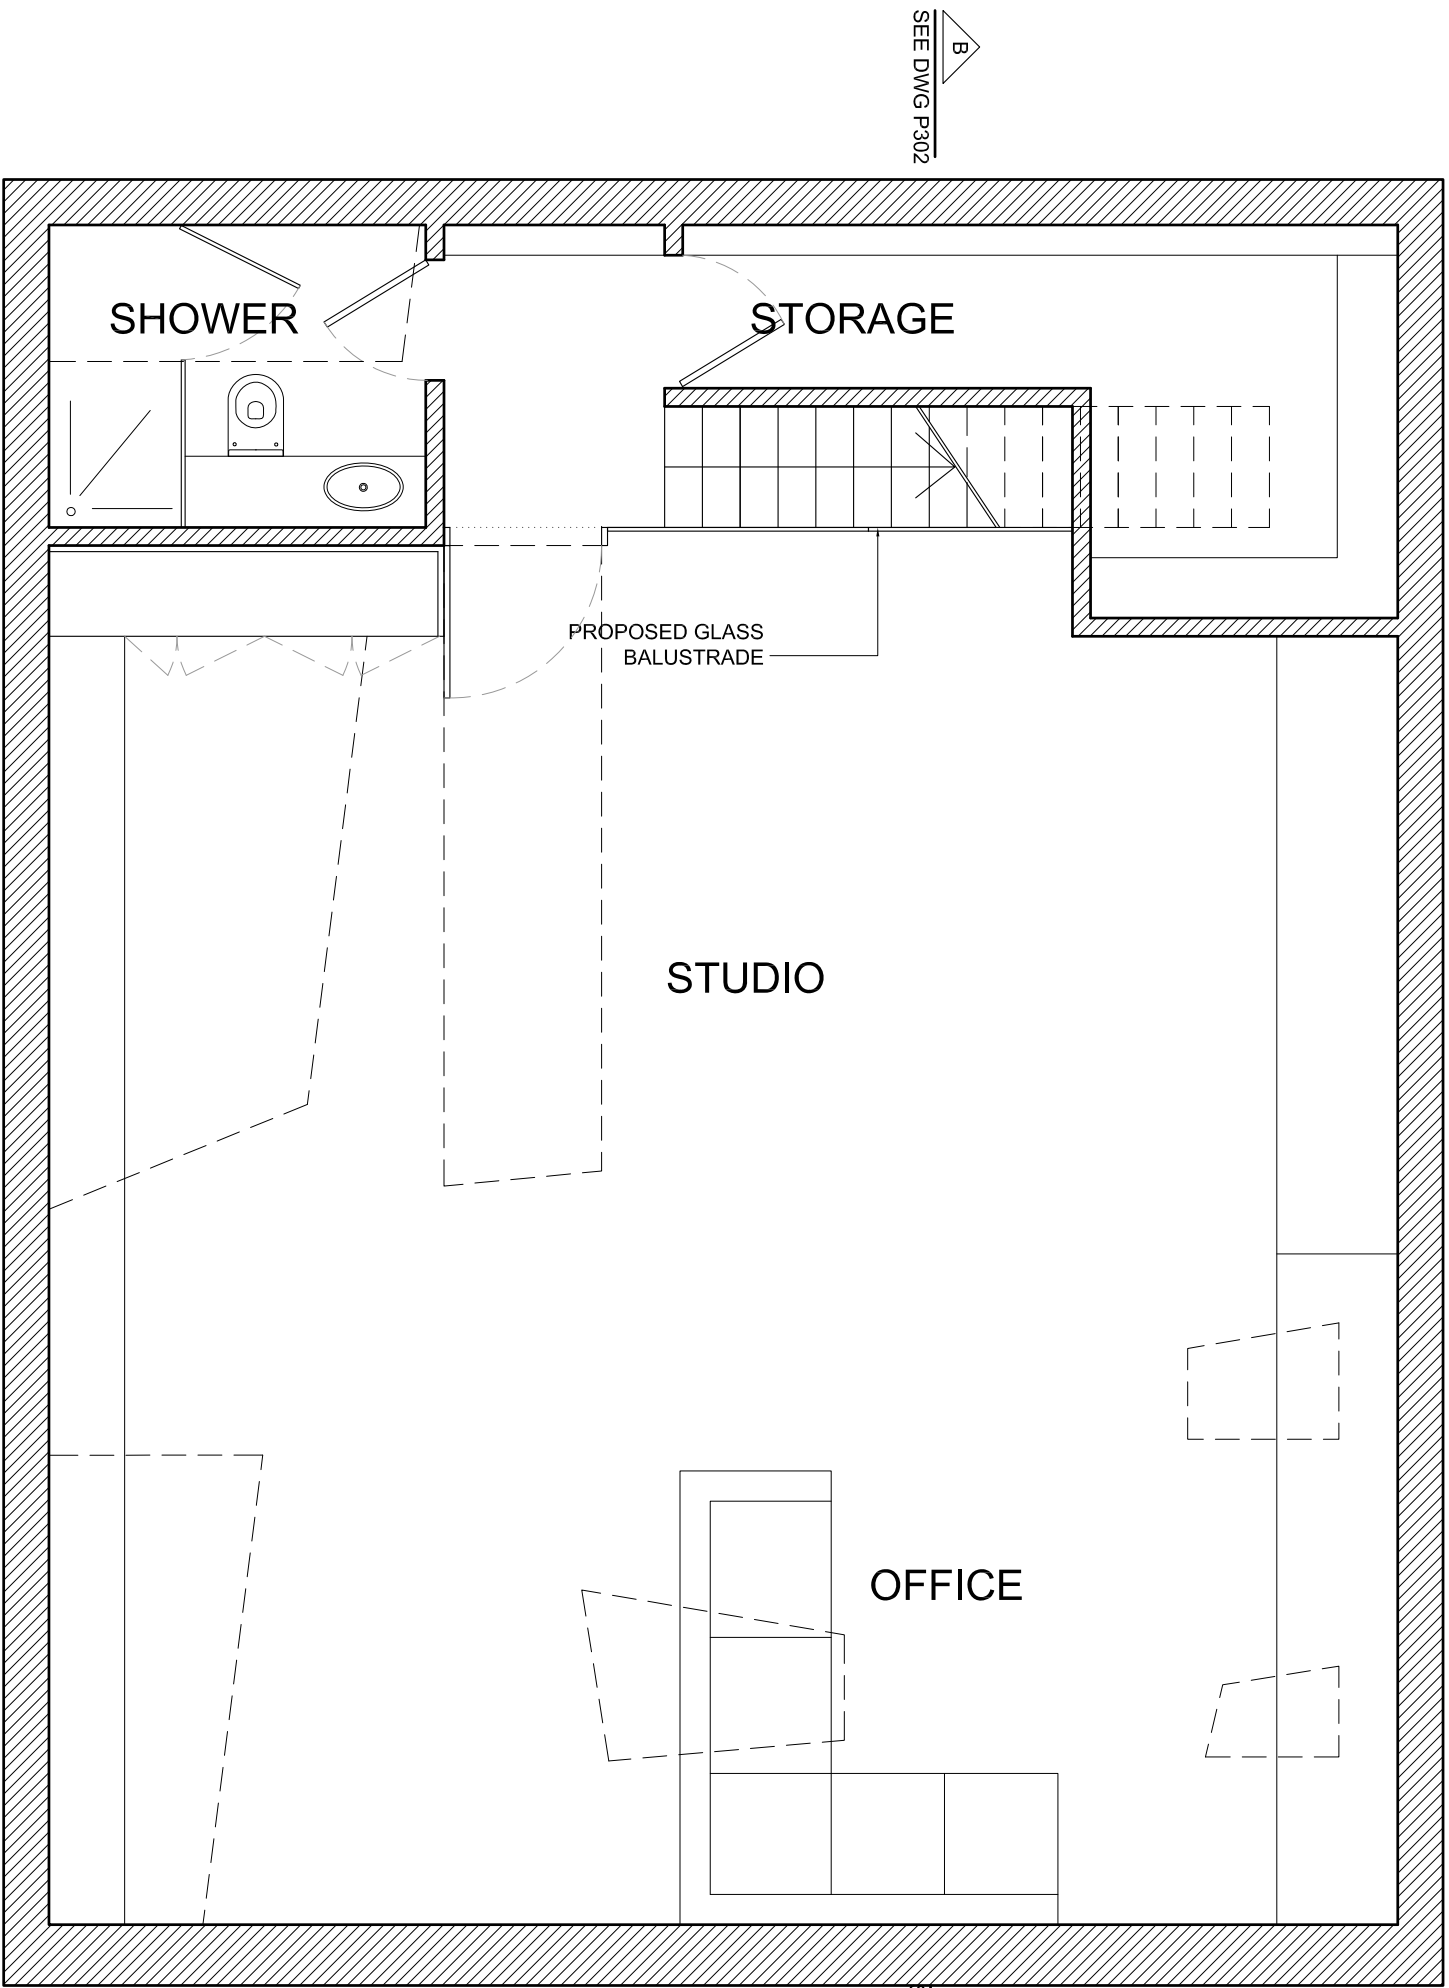 B
SEE DWG P302
SHOWER
STORAGE
PROPOSED GLASS
BALUSTRADE
STUDIO
OFFICE